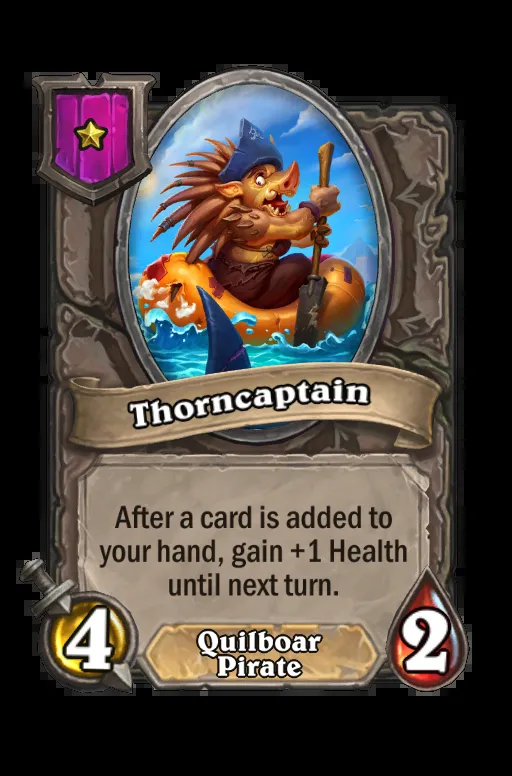 Thorncaptain
After a card is added to
your hand, gain +1 Health
until next turn.
4
Quilboar
Pirate
2